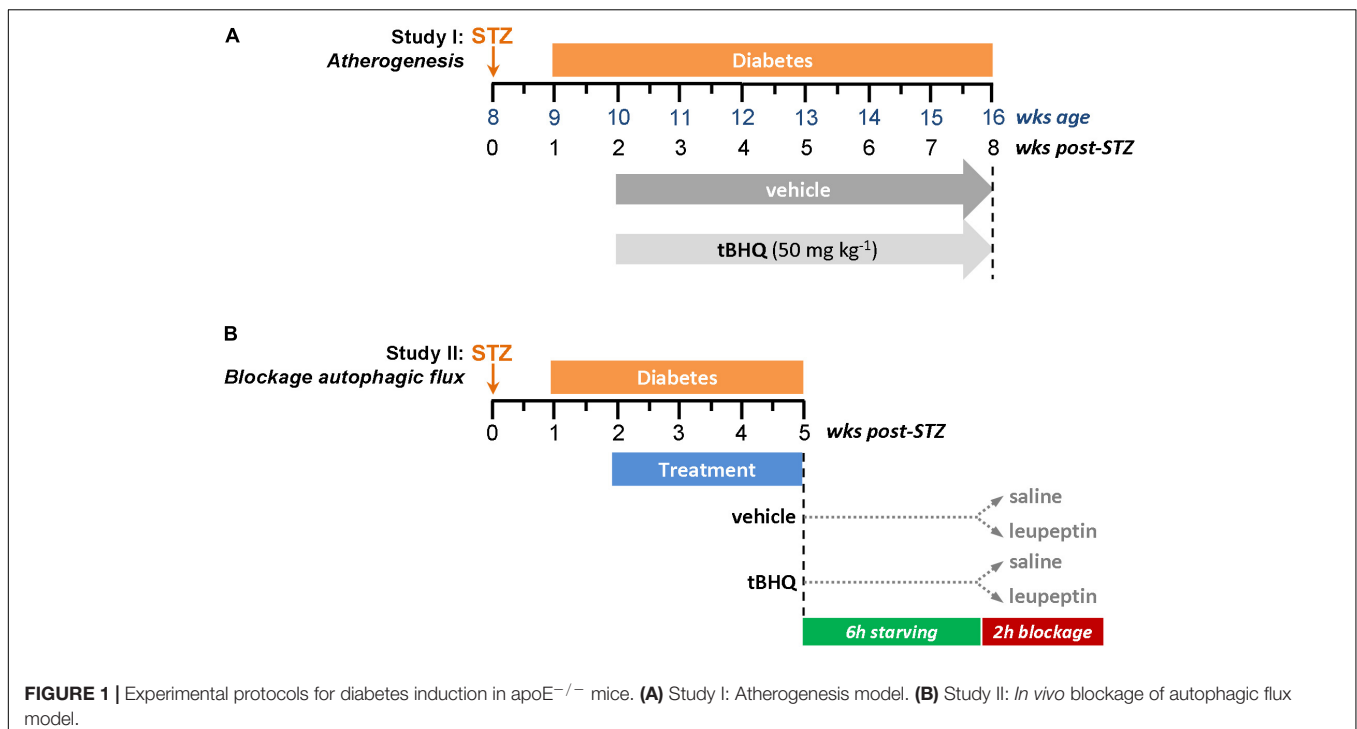 A
Study I: STZ
Atherogenesis
Diabetes
8 9 10 11 12 13 14 15 16 wks age
0 1 2 3 4 5 6 7 8 wks post-STZ
vehicle
tBHQ (50 mg kg⁻¹)
B
Study II: STZ
Blockage autophagic flux
Diabetes
0 1 2 3 4 5 wks post-STZ
Treatment
vehicle
saline
leupeptin
tBHQ
saline
leupeptin
6h starving
2h blockage
FIGURE 1 | Experimental protocols for diabetes induction in apoE⁻/⁻ mice. (A) Study I: Atherogenesis model. (B) Study II: In vivo blockage of autophagic flux
model.